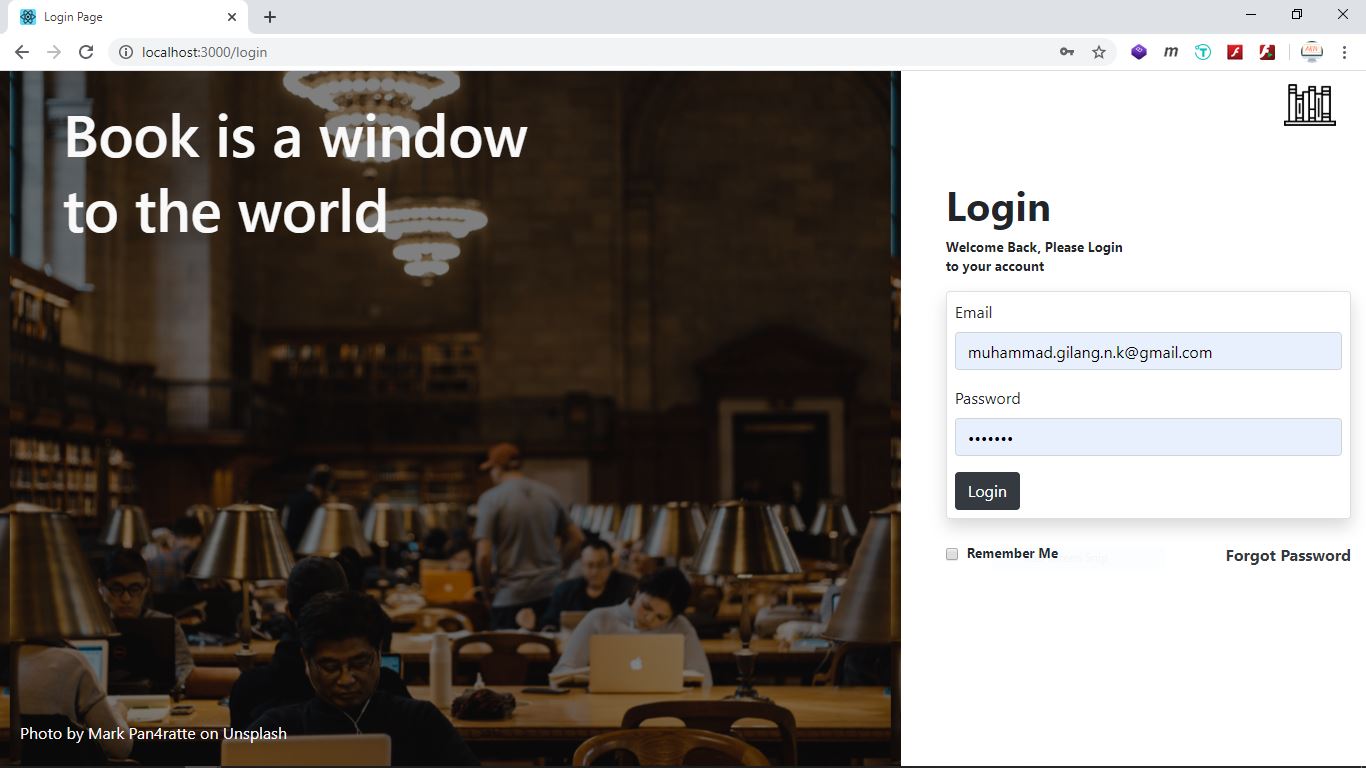 Login Page
localhost:3000/login
Book is a window
to the world
Login
Welcome Back, Please Login
to your account
Email
muhammad.gilang.n.k@gmail.com
Password
•••••••
Login
Remember Me
Forgot Password
Photo by Mark Pan4ratte on Unsplash